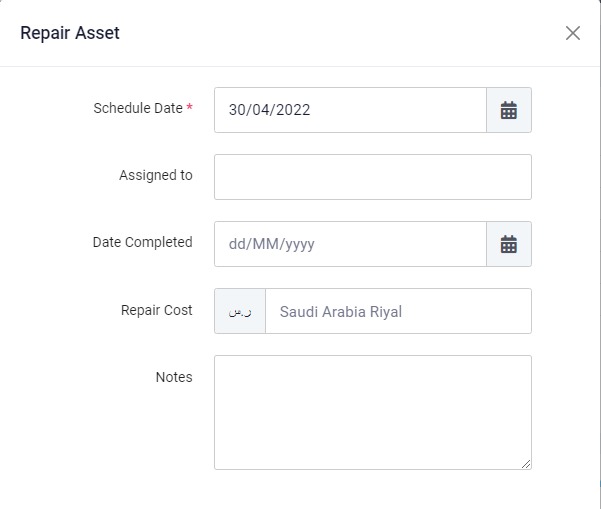 Repair Asset
Schedule Date *
30/04/2022
Assigned to
Date Completed
dd/MM/yyyy
Repair Cost
ر.س
Saudi Arabia Riyal
Notes